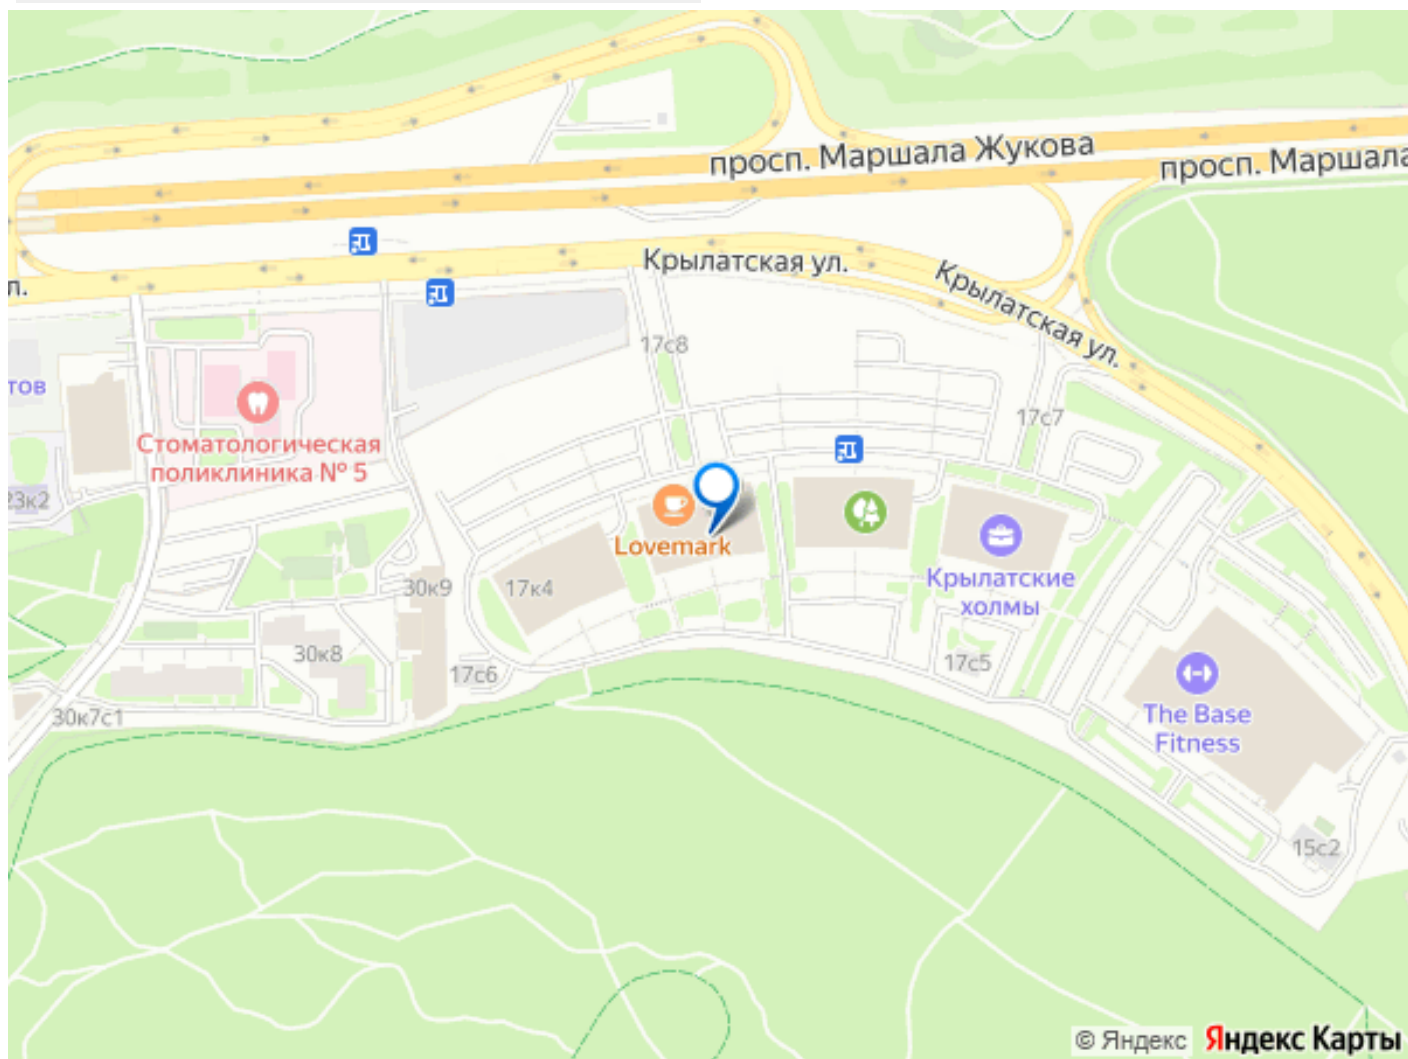 просп. Маршала Жукова
просп. Маршала
Крылатская ул.
Крылатская ул.
л.
17с8
тов
17с7
Стоматологическая
поликлиника № 5
23к2
Lovemark
30к9
17к4
Крылатские
холмы
30к8
17с6
17с5
30к7с1
The Base
Fitness
15с2
© Яндекс Яндекс Карты